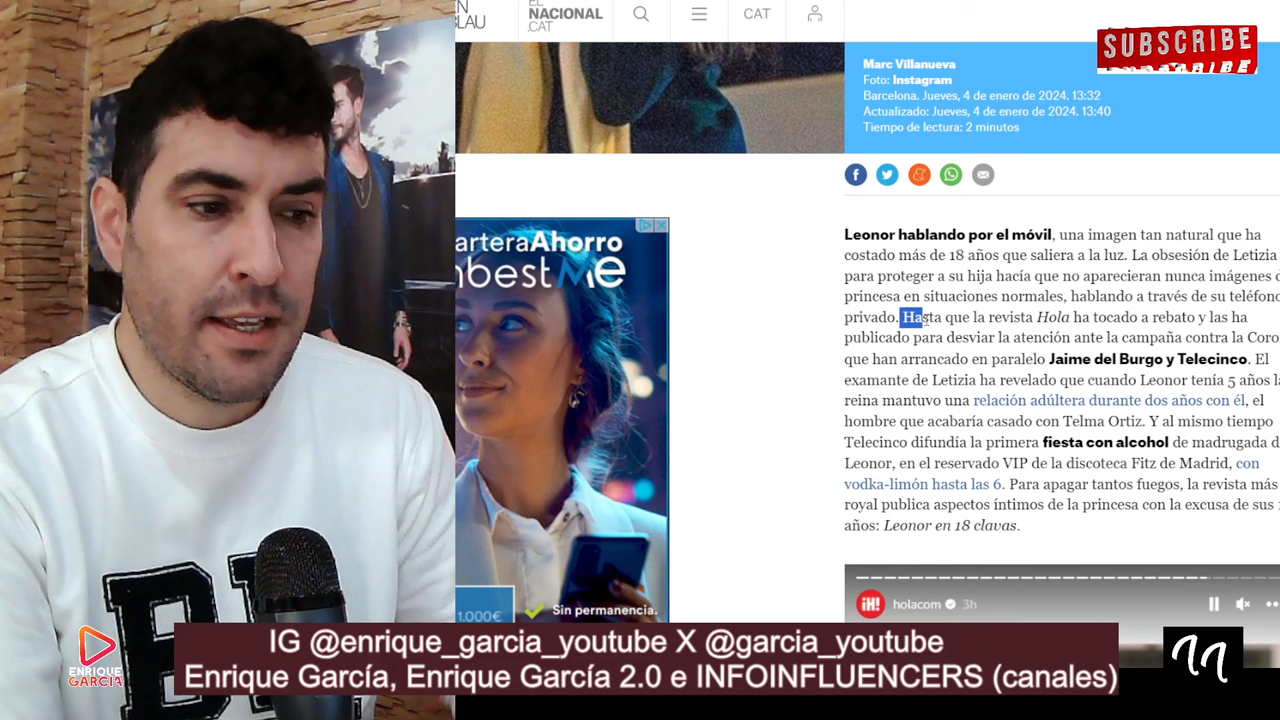 EN
BLAU
EL
NACIONAL
.CAT
CAT
SUBSCRIBE
Marc Villanueva
Foto: Instagram
Barcelona. Jueves, 4 de enero de 2024. 13:32
Actualizado: Jueves, 4 de enero de 2024. 13:40
Tiempo de lectura: 2 minutos
arteraAhorro
nbestMe
1.000€
Sin permanencia.
Leonor hablando por el móvil, una imagen tan natural que ha
costado más de 18 años que saliera a la luz. La obsesión de Letizia
para proteger a su hija hacía que no aparecieran nunca imágenes d
princesa en situaciones normales, hablando a través de su teléfono
privado. Hasta que la revista Hola ha tocado a rebato y las ha
publicado para desviar la atención ante la campaña contra la Coro
que han arrancado en paralelo Jaime del Burgo y Telecinco. El
examante de Letizia ha revelado que cuando Leonor tenía 5 años la
reina mantuvo una relación adúltera durante dos años con él, el
hombre que acabaría casado con Telma Ortiz. Y al mismo tiempo
Telecinco difundía la primera fiesta con alcohol de madrugada d
Leonor, en el reservado VIP de la discoteca Fitz de Madrid, con
vodka-limón hasta las 6. Para apagar tantos fuegos, la revista más
royal publica aspectos íntimos de la princesa con la excusa de sus
años: Leonor en 18 clavas.
¡H!
holacom
3h
ENRIQUE
GARCÍA
IG @enrique_garcia_youtube X @garcia_youtube
Enrique García, Enrique García 2.0 e INFOINFLUENCERS (canales)